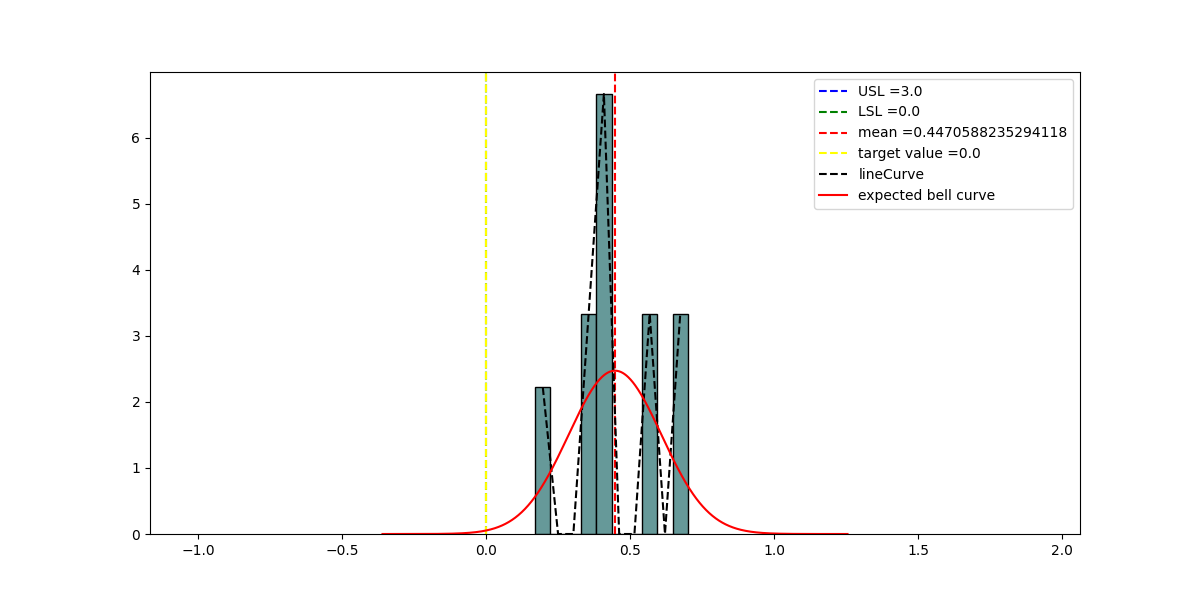 USL =3.0
LSL =0.0
mean =0.4470588235294118
target value =0.0
lineCurve
expected bell curve
6
5
4
3
2
1
0
−1.0 −0.5 0.0 0.5 1.0 1.5 2.0